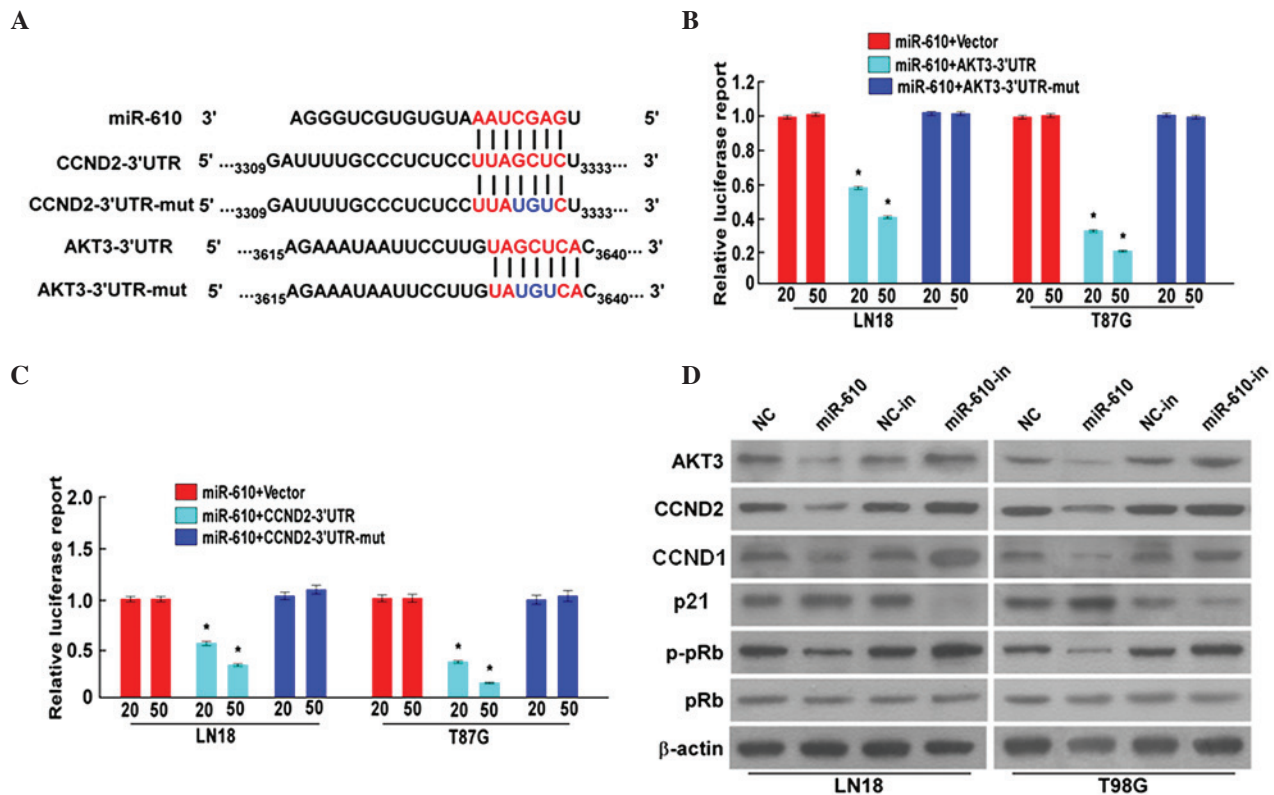 A
miR-610 3' AGGGUCGUGUGUAAAUCGAGU 5'
CCND2-3'UTR 5' ...3309GAUUUUGCCCUCUCCUUAGCUCU3333... 3'
CCND2-3'UTR-mut 5' ...3309GAUUUUGCCCUCUCCUUAUGUCU3333... 3'
AKT3-3'UTR 5' ...3615AGAAAUAAUUCCUUGUAGCUCAC3640... 3'
AKT3-3'UTR-mut 5' ...3615AGAAAUAAUUCCUUGUAUGUCAC3640... 3'
B
miR-610+Vector
miR-610+AKT3-3'UTR
miR-610+AKT3-3'UTR-mut
Relative luciferase report
1.2
1.0
0.8
0.6
0.4
0.2
0
* * * *
20 50 20 50 20 50 20 50 20 50 20 50
LN18 T87G
C
miR-610+Vector
miR-610+CCND2-3'UTR
miR-610+CCND2-3'UTR-mut
Relative luciferase report
2.0
1.5
1.0
0.5
0
* * * *
20 50 20 50 20 50 20 50 20 50 20 50
LN18 T87G
D
NC miR-610 NC-in miR-610-in NC miR-610 NC-in miR-610-in
AKT3
CCND2
CCND1
p21
p-pRb
pRb
β-actin
LN18 T98G